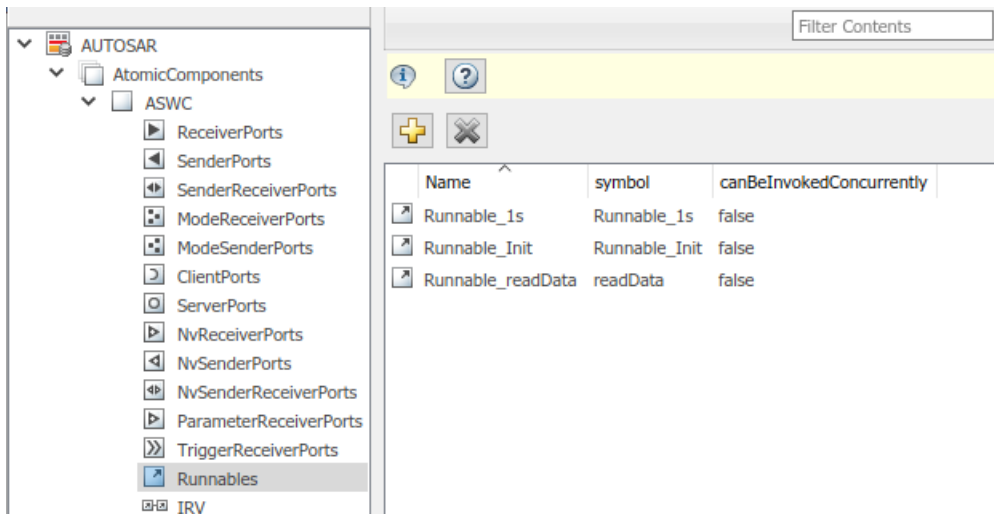 AUTOSAR
AtomicComponents
ASWC
ReceiverPorts
SenderPorts
SenderReceiverPorts
ModeReceiverPorts
ModeSenderPorts
ClientPorts
ServerPorts
NvReceiverPorts
NvSenderPorts
NvSenderReceiverPorts
ParameterReceiverPorts
TriggerReceiverPorts
Runnables
IRV
Filter Contents
Name symbol canBeInvokedConcurrently
Runnable_1s Runnable_1s false
Runnable_Init Runnable_Init false
Runnable_readData readData false